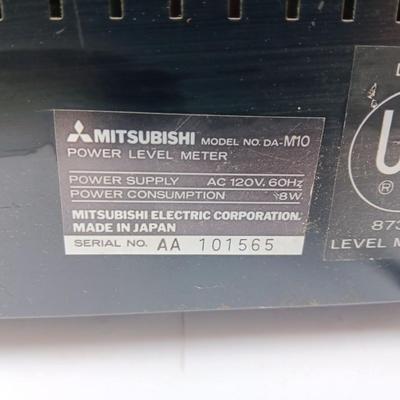 MITSUBISHI MODEL NO. DA-M10
POWER LEVEL METER
POWER SUPPLY AC 120V, 60Hz
POWER CONSUMPTION 8W
MITSUBISHI ELECTRIC CORPORATION.
MADE IN JAPAN
SERIAL NO. AA 101565
L
U
®
873
LEVEL M